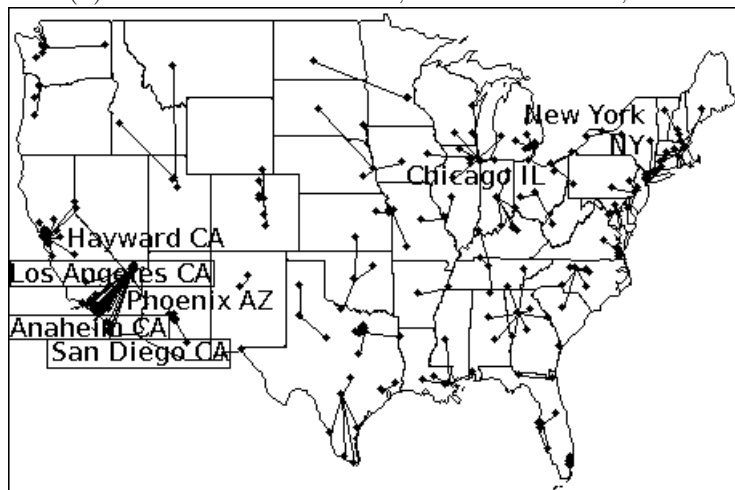 New York
NY
Chicago IL
Hayward CA
Los Angeles CA
Phoenix AZ
Anaheim CA
San Diego CA